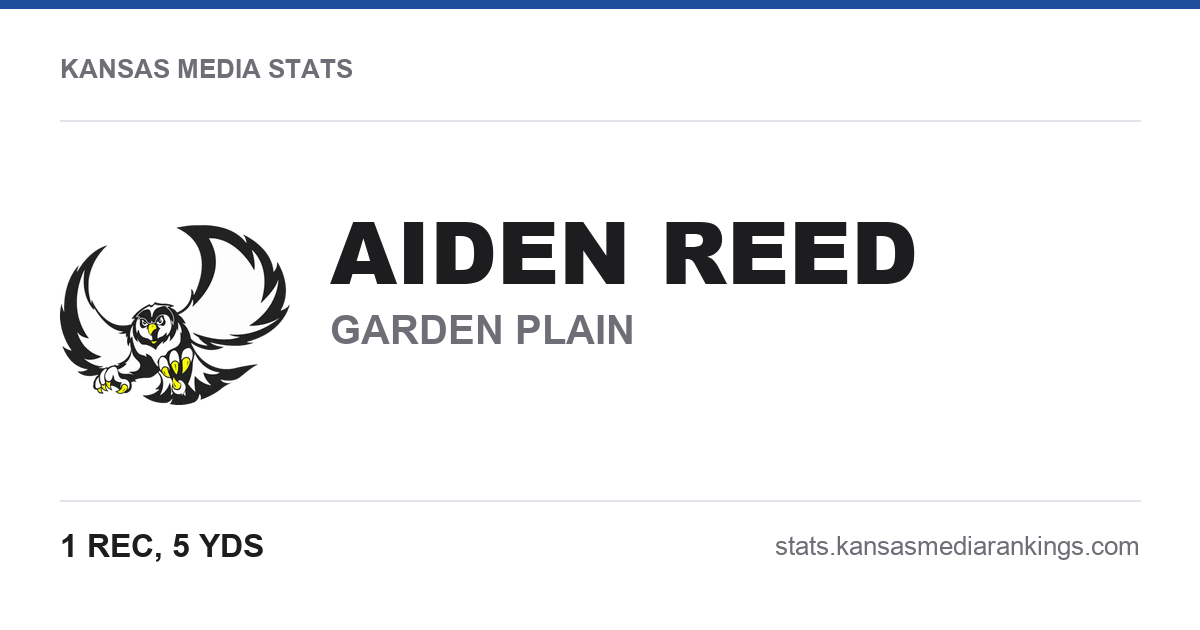 KANSAS MEDIA STATS
AIDEN REED
GARDEN PLAIN
1 REC, 5 YDS
stats.kansasmediarankings.com